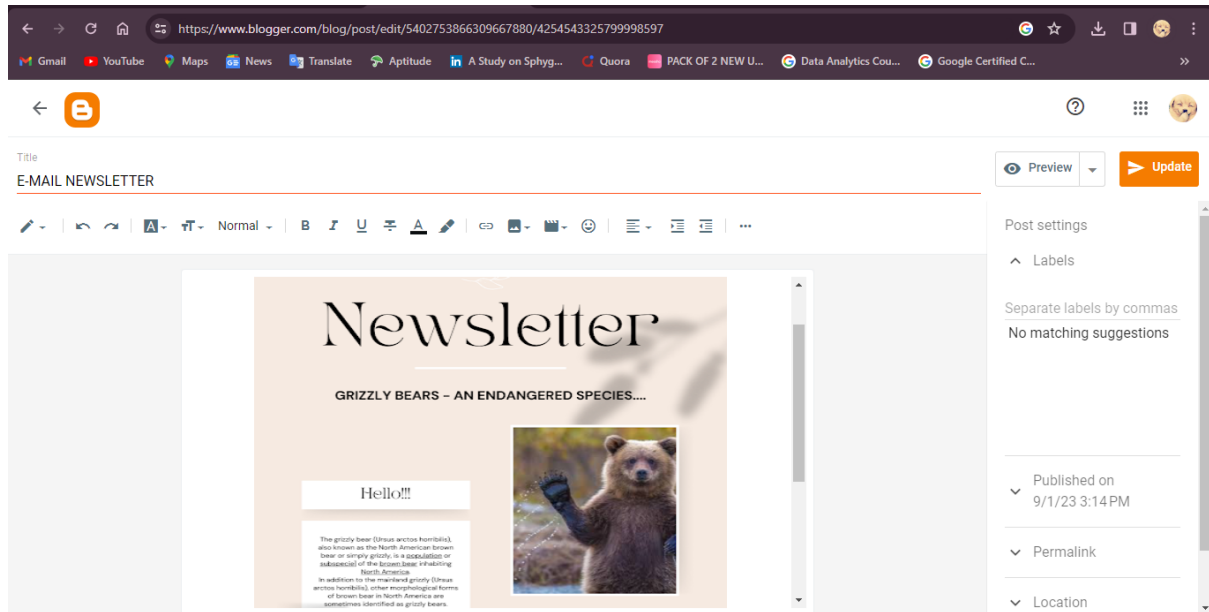 https://www.blogger.com/blog/post/edit/5402753866309667880/4254543325799998597
Gmail YouTube Maps News Translate Aptitude A Study on Sphyg... Quora PACK OF 2 NEW U... Data Analytics Cou... Google Certified C...
Title
E-MAIL NEWSLETTER
Preview
Update
Normal
B I U A
Post settings
Labels
Separate labels by commas
No matching suggestions
Published on
9/1/23 3:14 PM
Permalink
Location
Newsletter
GRIZZLY BEARS – AN ENDANGERED SPECIES....
Hello!!!
The grizzly bear (Ursus arctos horribilis),
also known as the North American brown
bear or simply grizzly, is a population or
subspecie| of the brown bear inhabiting
North America.
In addition to the mainland grizzly (Ursus
arctos horribilis), other morphological forms
of brown bear in North America are
sometimes identified as grizzly bears.